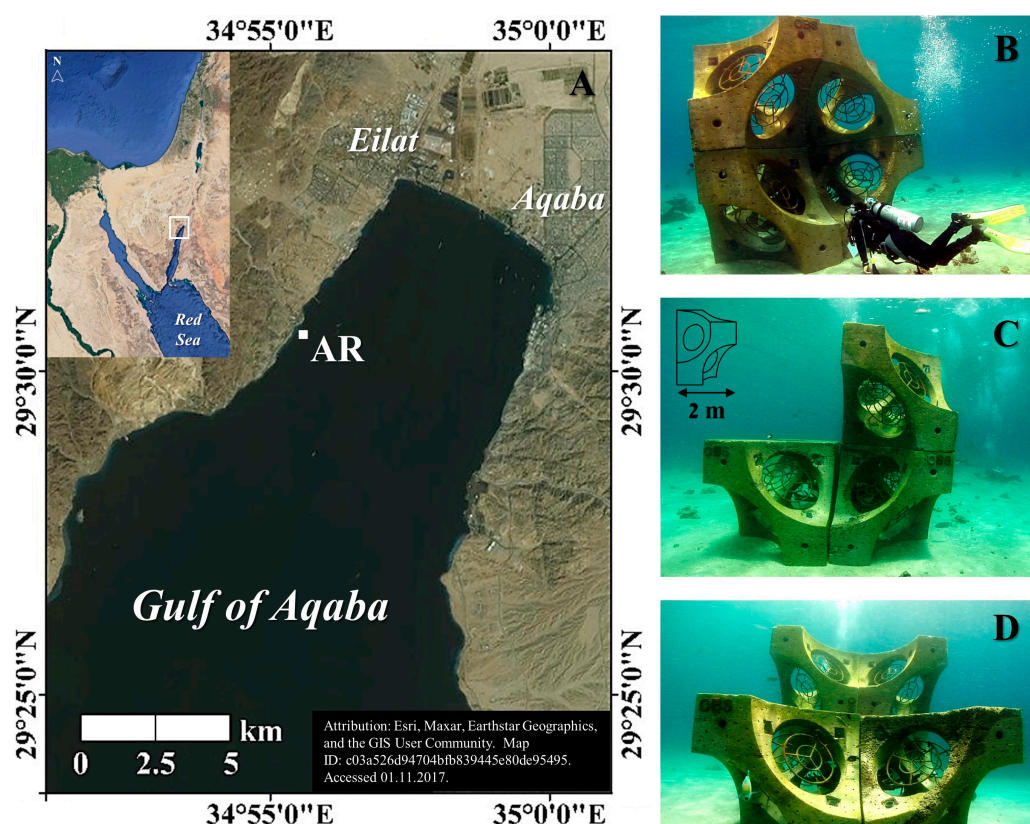 34°55'0"E
35°0'0"E
N
A
Eilat
Aqaba
Red
Sea
AR
29°30'0"N
29°30'0"N
Gulf of Aqaba
29°25'0"N
29°25'0"N
km
0
2.5
5
Attribution: Esri, Maxar, Earthstar Geographics,
and the GIS User Community. Map
ID: c03a526d94704bfb839445e80de95495.
Accessed 01.11.2017.
34°55'0"E
35°0'0"E
B
C
2 m
D